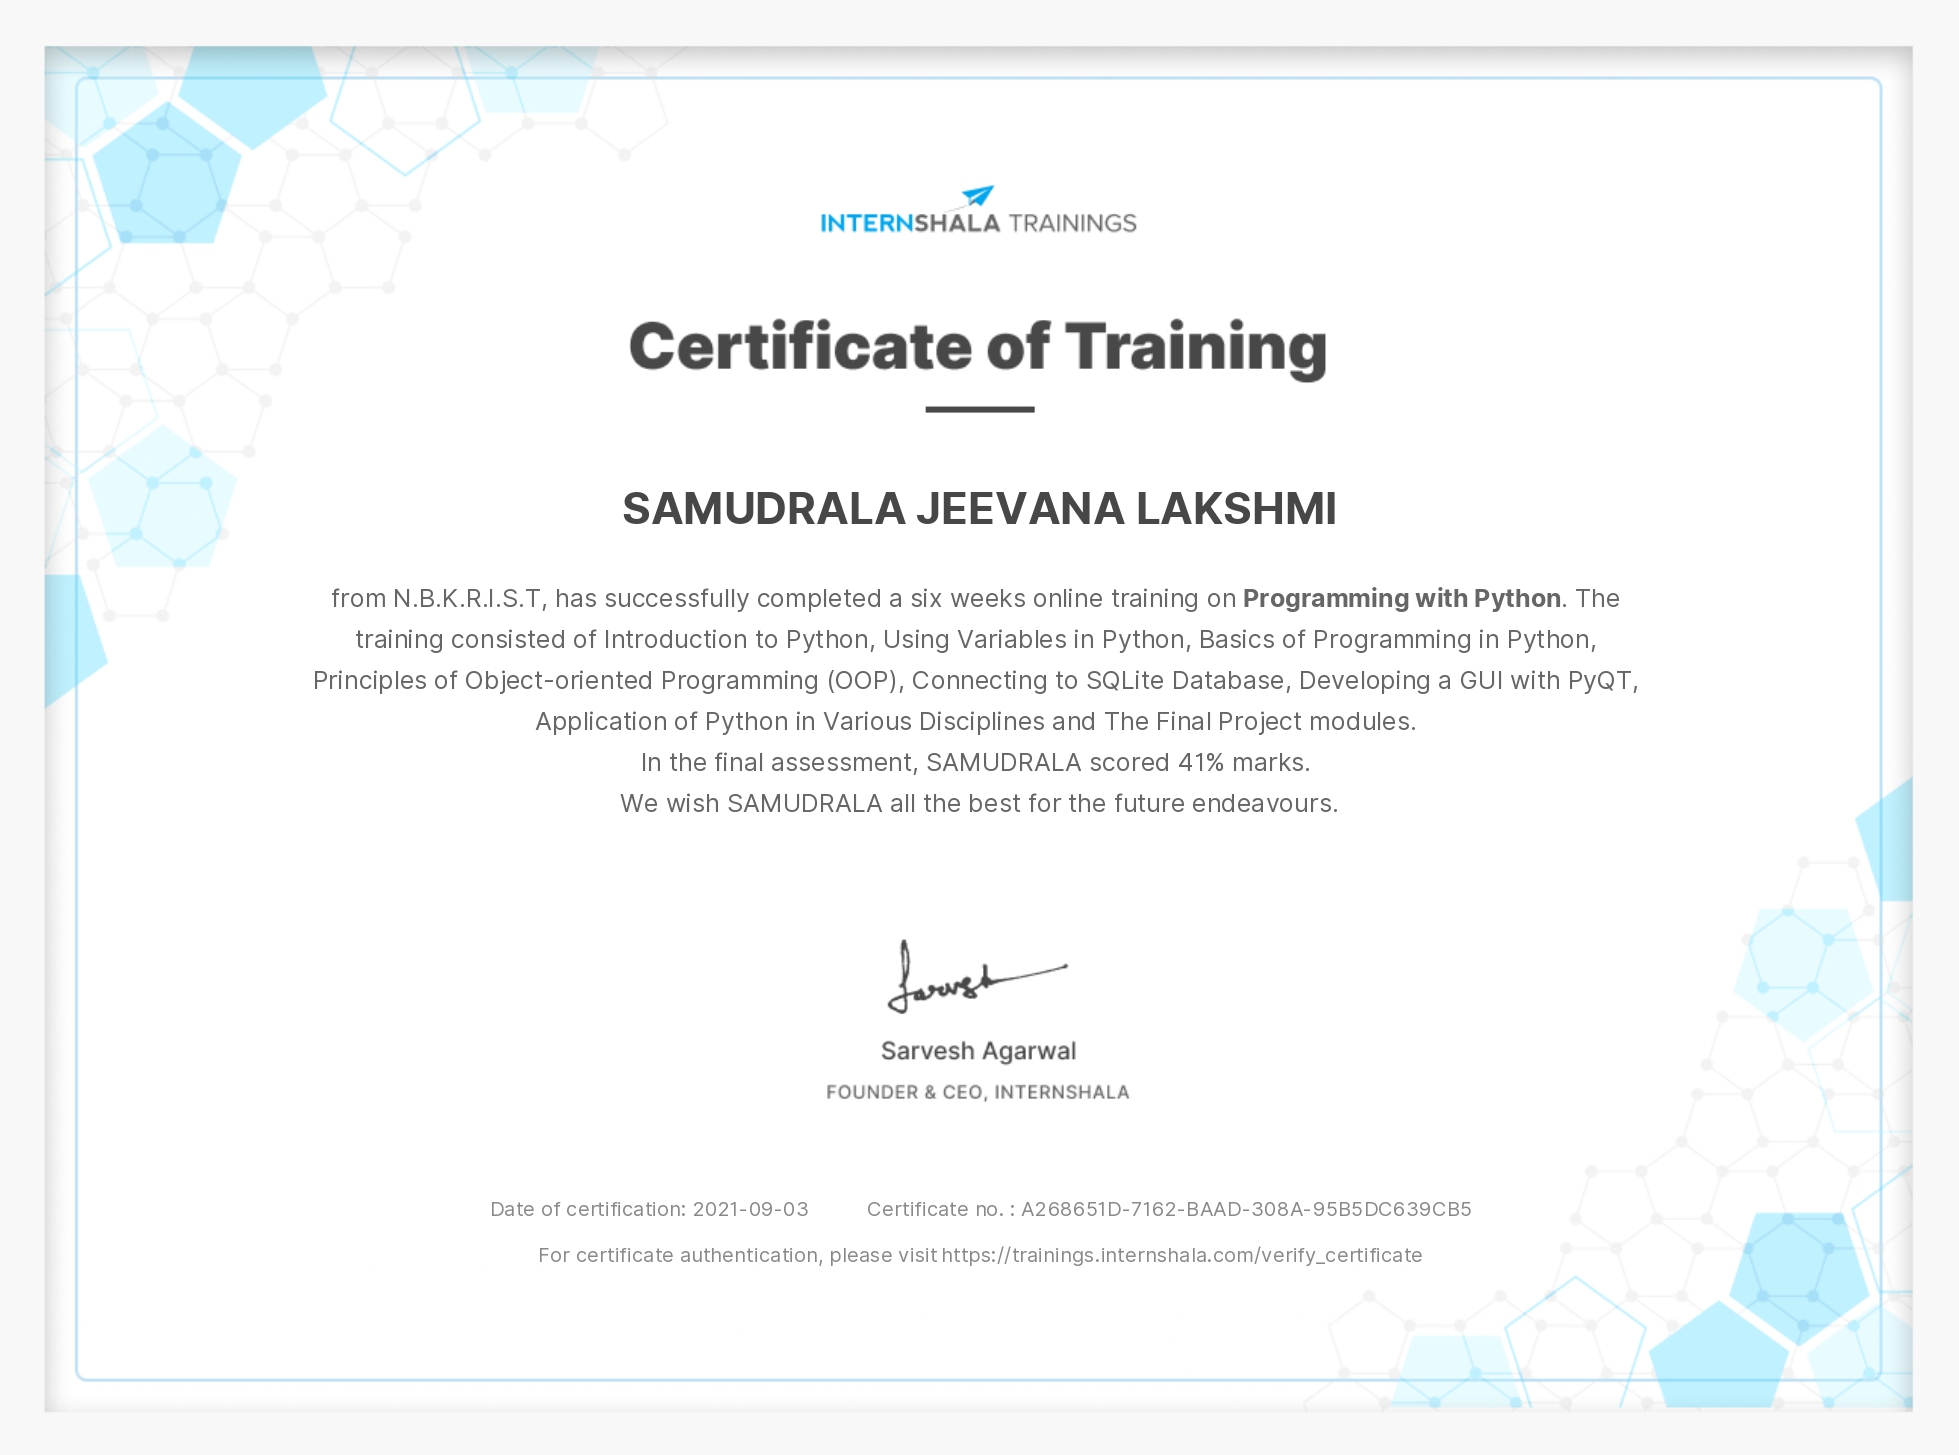 INTERNSHALA TRAININGS
Certificate of Training
SAMUDRALA JEEVANA LAKSHMI
from N.B.K.R.I.S.T, has successfully completed a six weeks online training on Programming with Python. The
training consisted of Introduction to Python, Using Variables in Python, Basics of Programming in Python,
Principles of Object-oriented Programming (OOP), Connecting to SQLite Database, Developing a GUI with PyQT,
Application of Python in Various Disciplines and The Final Project modules.
In the final assessment, SAMUDRALA scored 41% marks.
We wish SAMUDRALA all the best for the future endeavours.
Sarvesh
Sarvesh Agarwal
FOUNDER & CEO, INTERNSHALA
Date of certification: 2021-09-03 Certificate no. : A268651D-7162-BAAD-308A-95B5DC639CB5
For certificate authentication, please visit https://trainings.internshala.com/verify_certificate